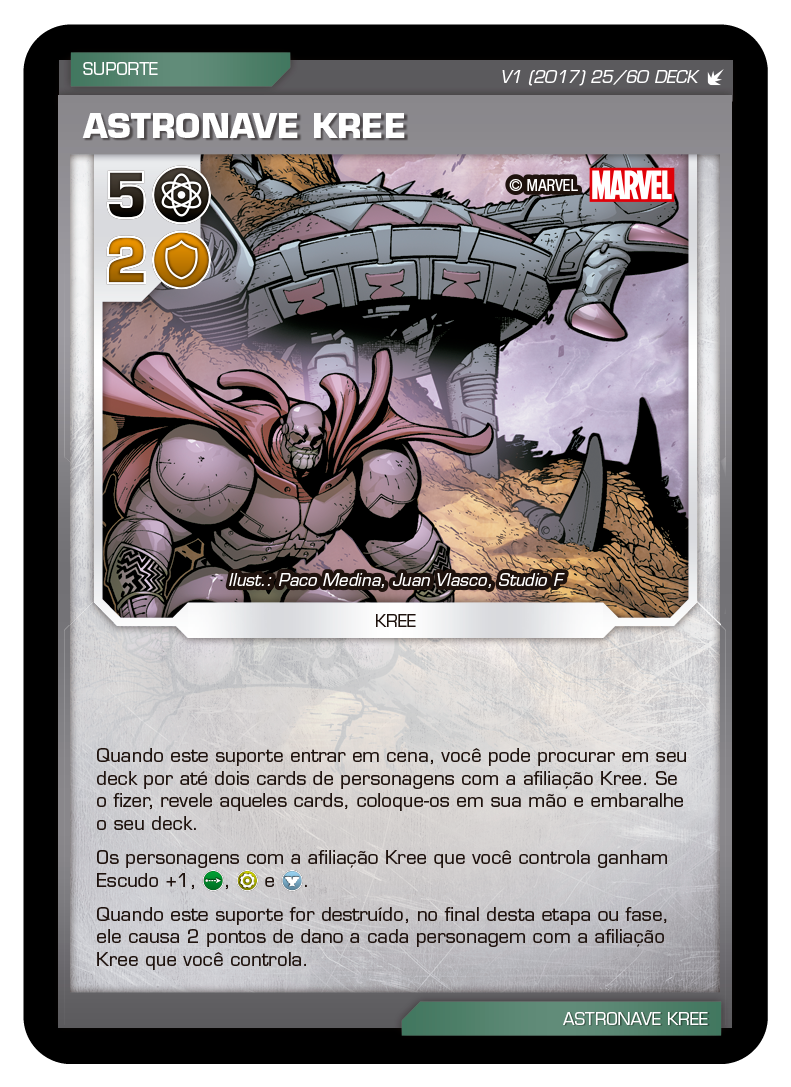 SUPORTE
V1 (2017) 25/60 DECK
ASTRONAVE KREE
5
© MARVEL
MARVEL
2
Ilust.: Paco Medina, Juan Vlasco, Studio F
KREE
Quando este suporte entrar em cena, você pode procurar em seu
deck por até dois cards de personagens com a afiliação Kree. Se
o fizer, revele aqueles cards, coloque-os em sua mão e embaralhe
o seu deck.
Os personagens com a afiliação Kree que você controla ganham
Escudo +1, , e .
Quando este suporte for destruído, no final desta etapa ou fase,
ele causa 2 pontos de dano a cada personagem com a afiliação
Kree que você controla.
ASTRONAVE KREE